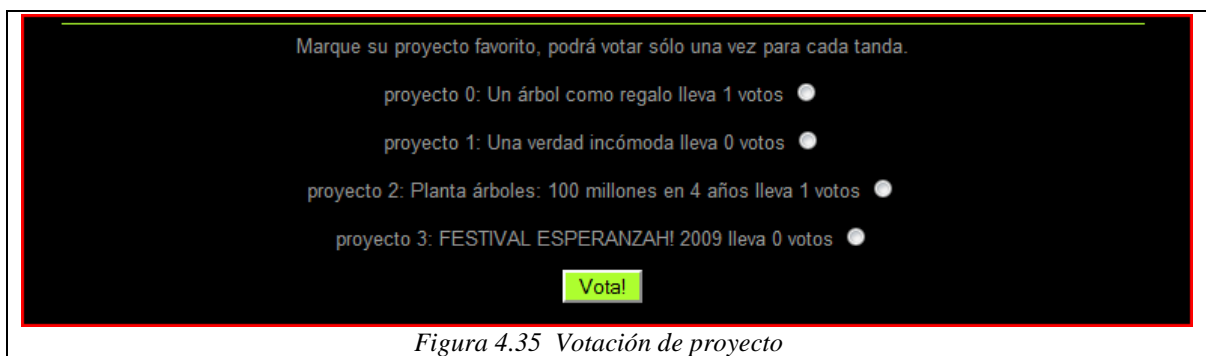 Marque su proyecto favorito, podrá votar sólo una vez para cada tanda.
proyecto 0: Un árbol como regalo lleva 1 votos
proyecto 1: Una verdad incómoda lleva 0 votos
proyecto 2: Planta árboles: 100 millones en 4 años lleva 1 votos
proyecto 3: FESTIVAL ESPERANZAH! 2009 lleva 0 votos
Vota!
Figura 4.35 Votación de proyecto